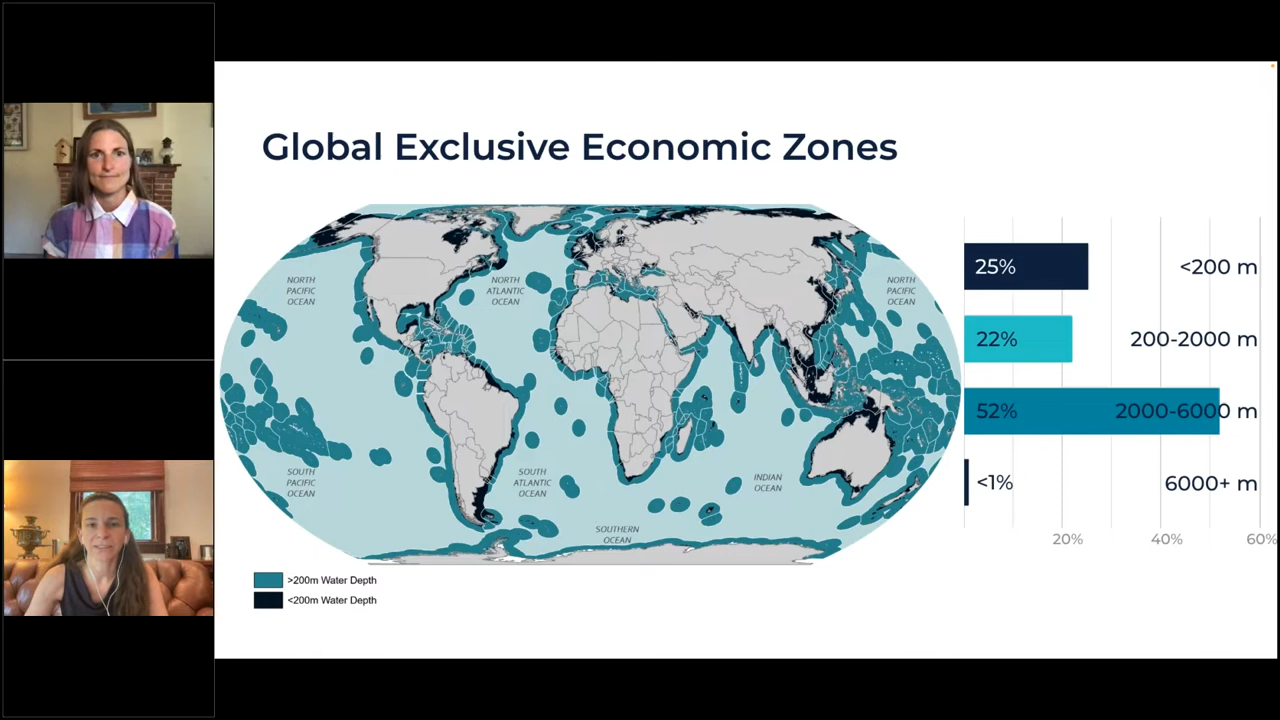 Global Exclusive Economic Zones
NORTH
PACIFIC
OCEAN
NORTH
ATLANTIC
OCEAN
NORTH
PACIFIC
OCEAN
SOUTH
PACIFIC
OCEAN
SOUTH
ATLANTIC
OCEAN
INDIAN
OCEAN
SOUTHERN
OCEAN
>200m Water Depth
<200m Water Depth
25% <200 m
22% 200-2000 m
52% 2000-6000 m
<1% 6000+ m
20% 40% 60%